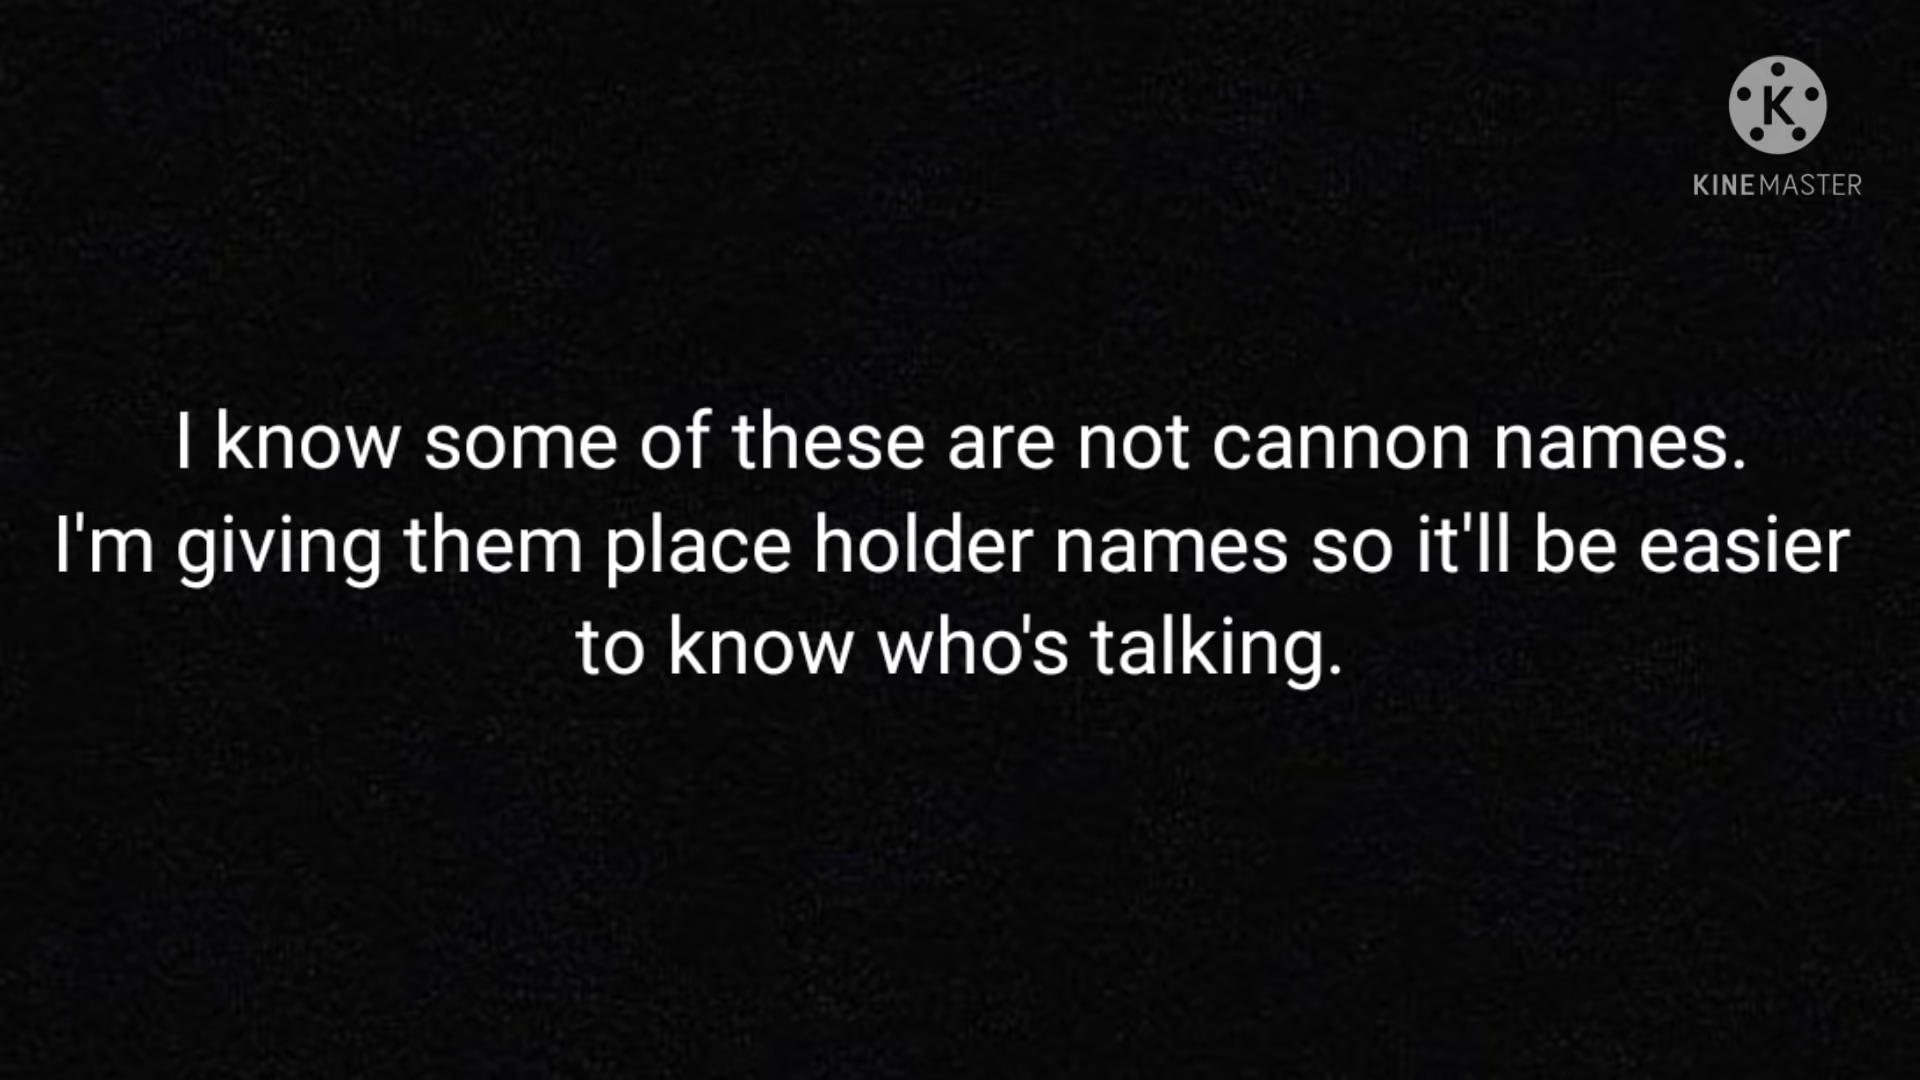 K
KINEMASTER
I know some of these are not cannon names.
I'm giving them place holder names so it'll be easier
to know who's talking.